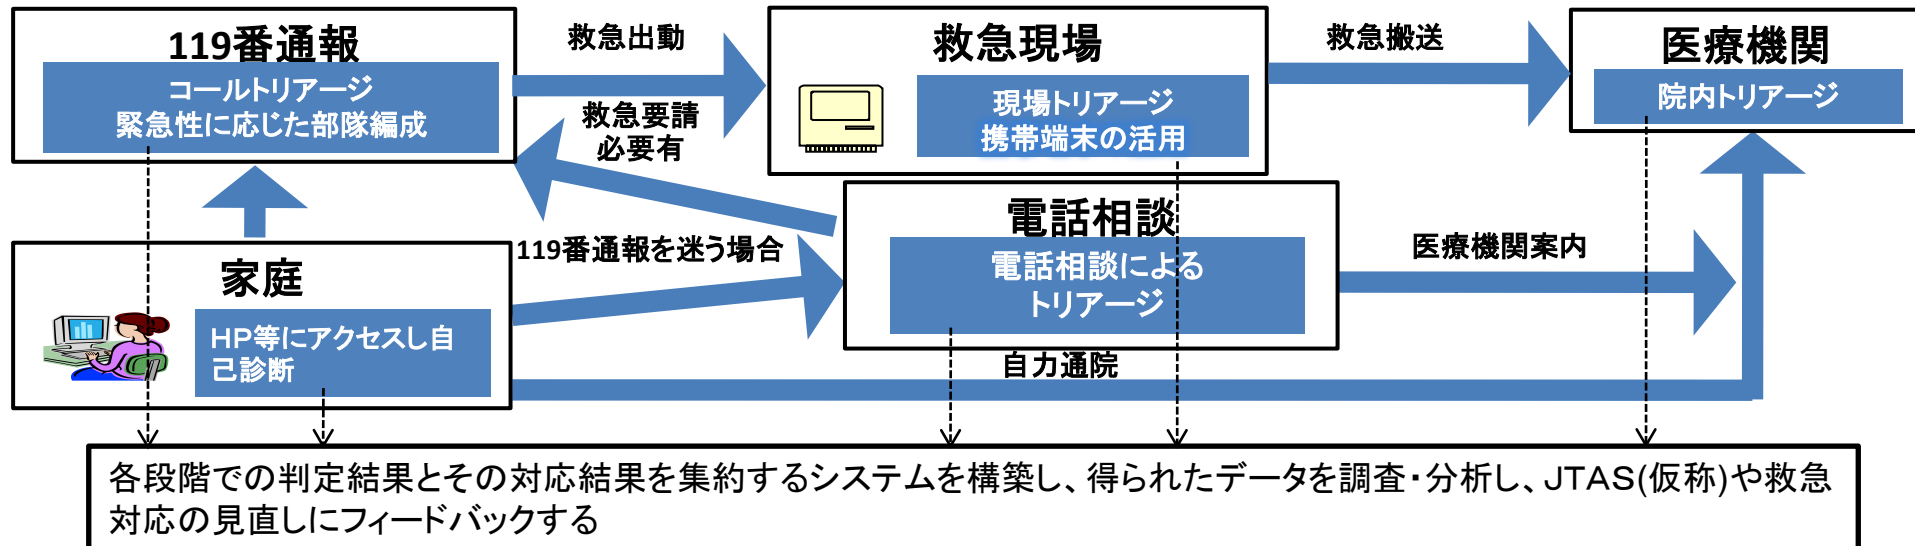 119番通報
コールトリアージ
緊急性に応じた部隊編成
救急出動
救急要請
必要有
救急現場
現場トリアージ
携帯端末の活用
救急搬送
医療機関
院内トリアージ
家庭
HP等にアクセスし自
己診断
119番通報を迷う場合
電話相談
電話相談による
トリアージ
医療機関案内
自力通院
各段階での判定結果とその対応結果を集約するシステムを構築し、得られたデータを調査・分析し、JTAS(仮称)や救急
対応の見直しにフィードバックする